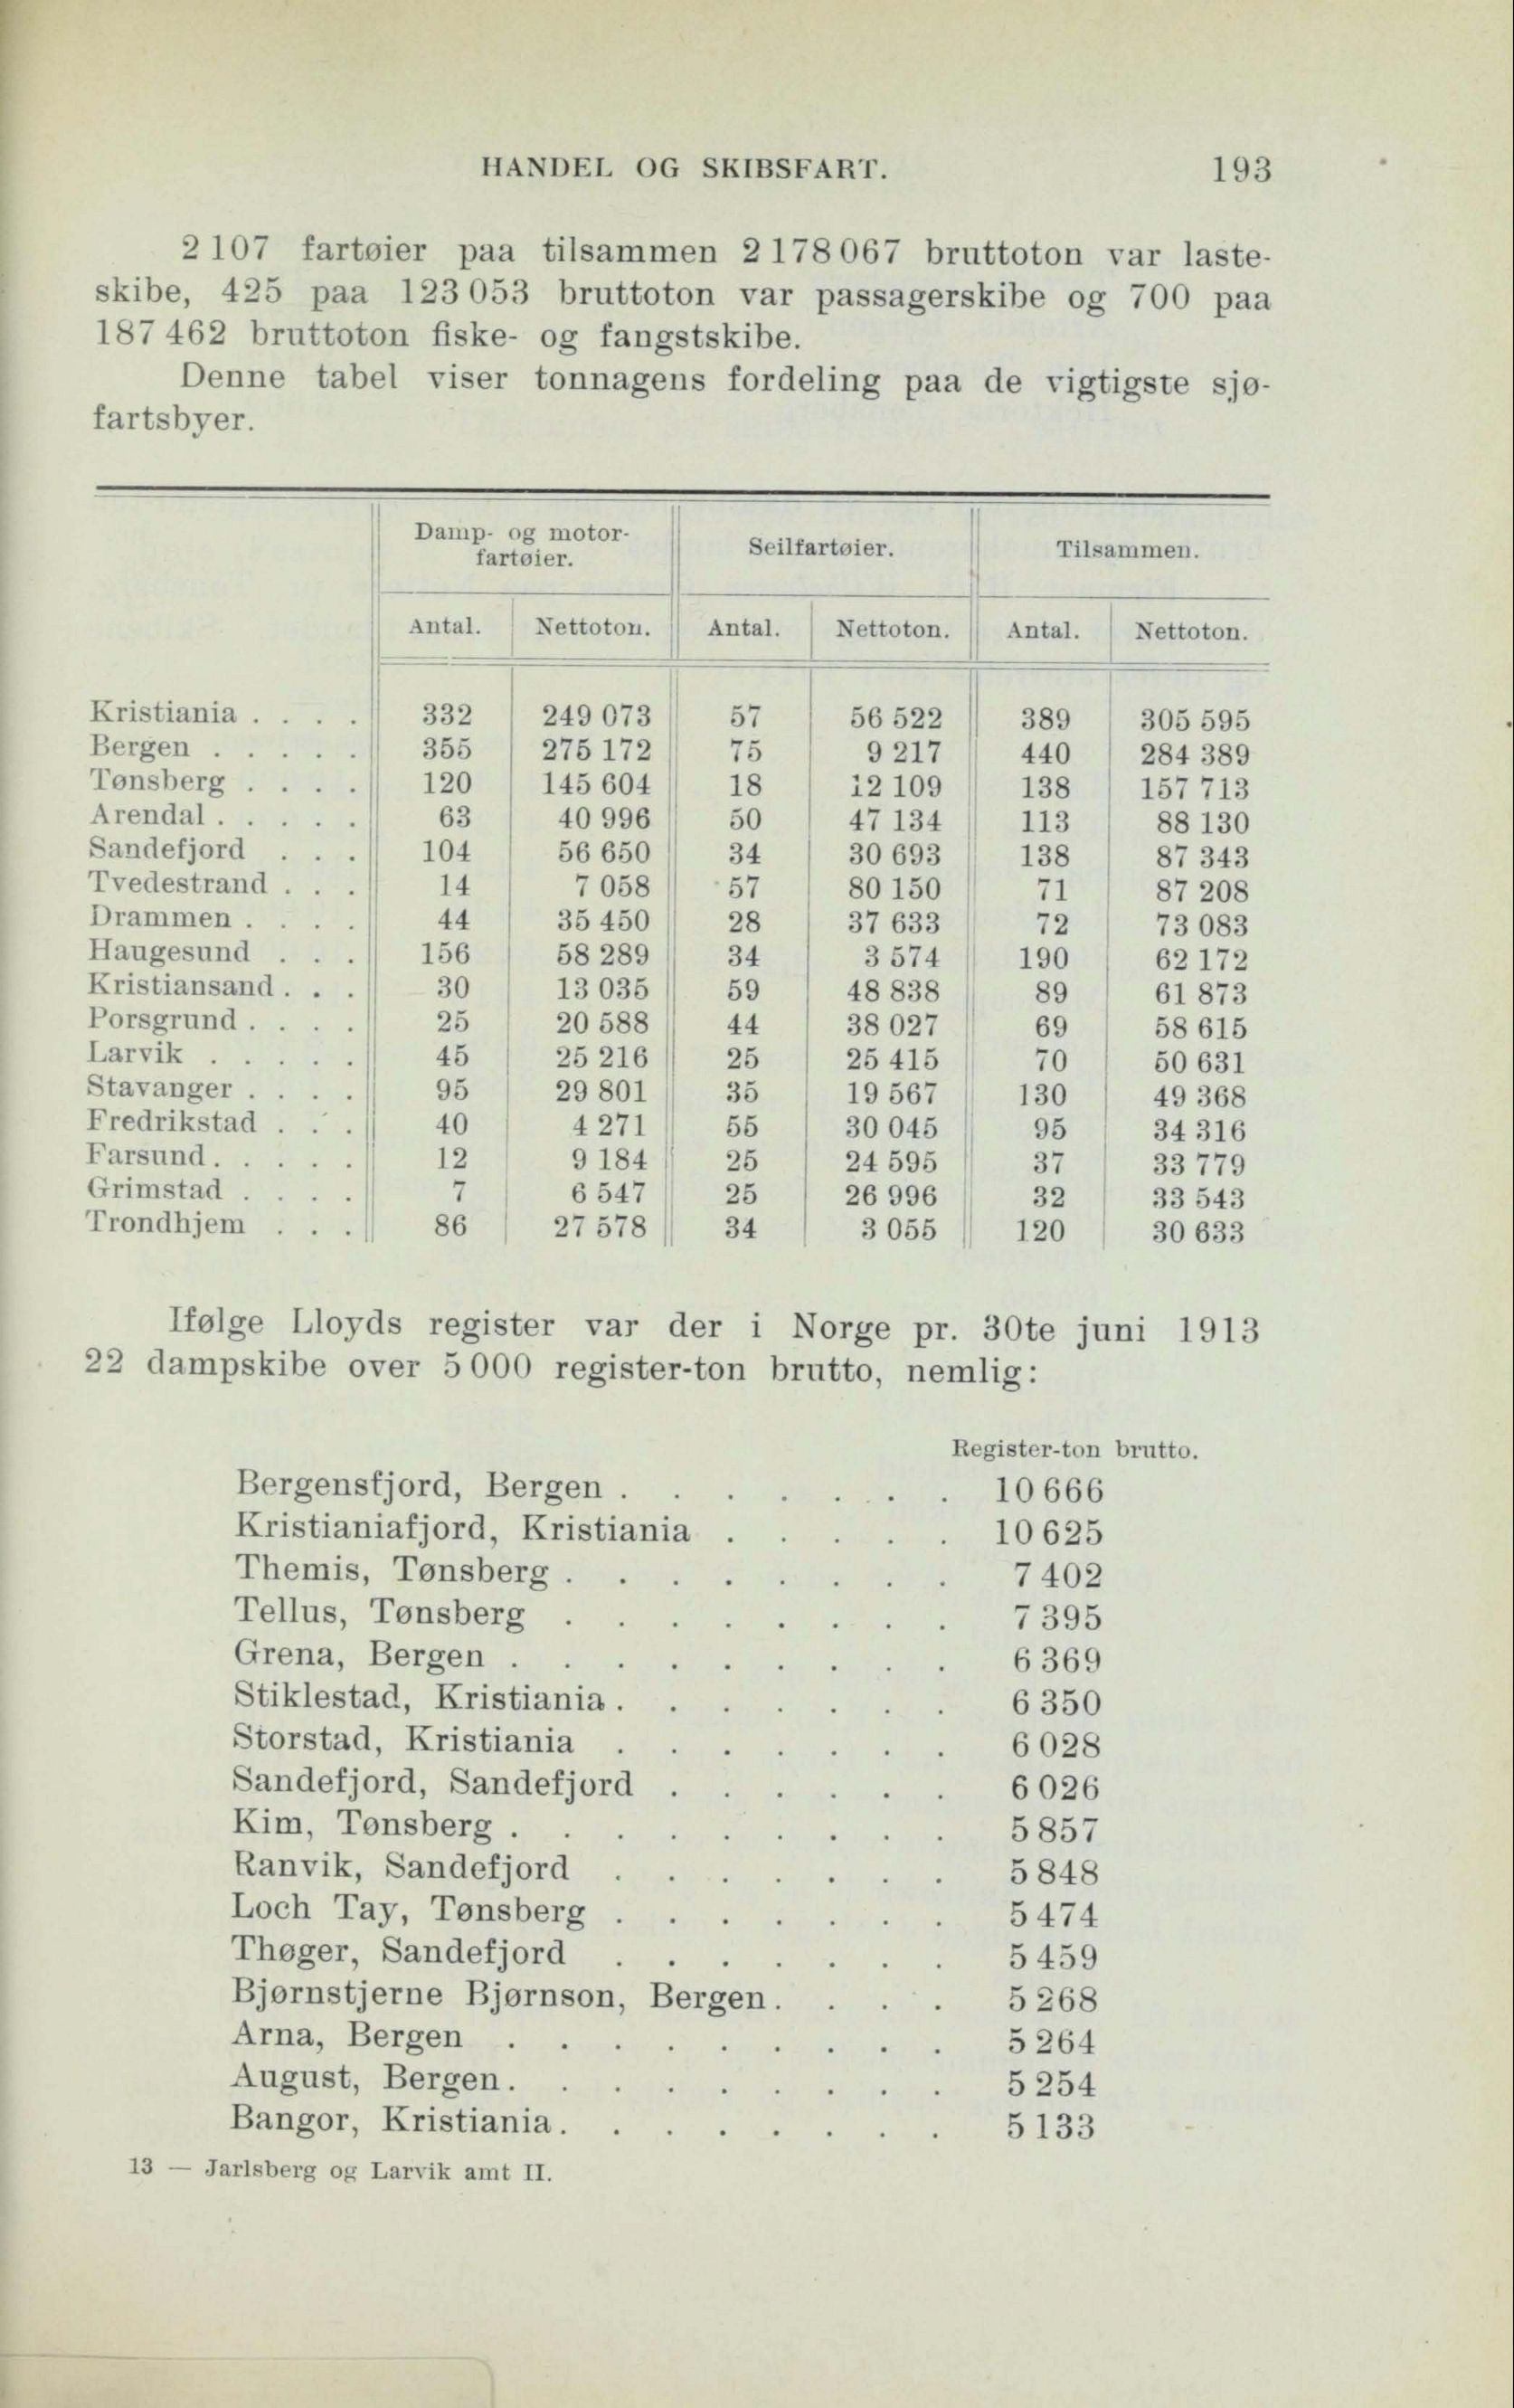 HANDEL OG SKIBSFART. 193
2 107 fartøier paa tilsammen 2 178 067 bruttoton var laste-
skibe, 425 paa 123 053 bruttoton var passagerskibe og 700 paa
187 462 bruttoton fiske- og fangstskibe.
Denne tabel viser tonnagens fordeling paa de vigtigste sjø-
fartsbyer.
Damp- og motor-
fartøier. Seilfartøier. Tilsammen.
Antal. Nettoton. Antal. Nettoton. Antal. Nettoton.
Kristiania . . . . 332 249 073 57 56 522 389 305 595
Bergen . . . . . 355 275 172 75 9 217 440 284 389
Tønsberg . . . . 120 145 604 18 12 109 138 157 713
Arendal . . . . . 63 40 996 50 47 134 113 88 130
Sandefjord . . . 104 56 650 34 30 693 138 87 343
Tvedestrand . . . 14 7 058 57 80 150 71 87 208
Drammen . . . . 44 35 450 28 37 633 72 73 083
Haugesund . . . 156 58 289 34 3 574 190 62 172
Kristiansand . . . 30 13 035 59 48 838 89 61 873
Porsgrund . . . . 25 20 588 44 38 027 69 58 615
Larvik . . . . . 45 25 216 25 25 415 70 50 631
Stavanger . . . . 95 29 801 35 19 567 130 49 368
Fredrikstad . . . 40 4 271 55 30 045 95 34 316
Farsund . . . . . 12 9 184 25 24 595 37 33 779
Grimstad . . . . 7 6 547 25 26 996 32 33 543
Trondhjem . . . 86 27 578 34 3 055 120 30 633
Ifølge Lloyds register var der i Norge pr. 30te juni 1913
22 dampskibe over 5 000 register-ton brutto, nemlig:
Register-ton brutto.
Bergensfjord, Bergen . . . . . . . 10 666
Kristianiafjord, Kristiania . . . . . 10 625
Themis, Tønsberg . . . . . . . . 7 402
Tellus, Tønsberg . . . . . . . . 7 395
Grena, Bergen . . . . . . . . . 6 369
Stiklestad, Kristiania . . . . . . . 6 350
Storstad, Kristiania . . . . . . . 6 028
Sandefjord, Sandefjord . . . . . . 6 026
Kim, Tønsberg . . . . . . . . . 5 857
Ranvik, Sandefjord . . . . . . . 5 848
Loch Tay, Tønsberg . . . . . . . 5 474
Thøger, Sandefjord . . . . . . . 5 459
Bjørnstjerne Bjørnson, Bergen . . . . 5 268
Arna, Bergen . . . . . . . . . 5 264
August, Bergen . . . . . . . . . 5 254
Bangor, Kristiania . . . . . . . . 5 133
13 — Jarlsberg og Larvik amt II.